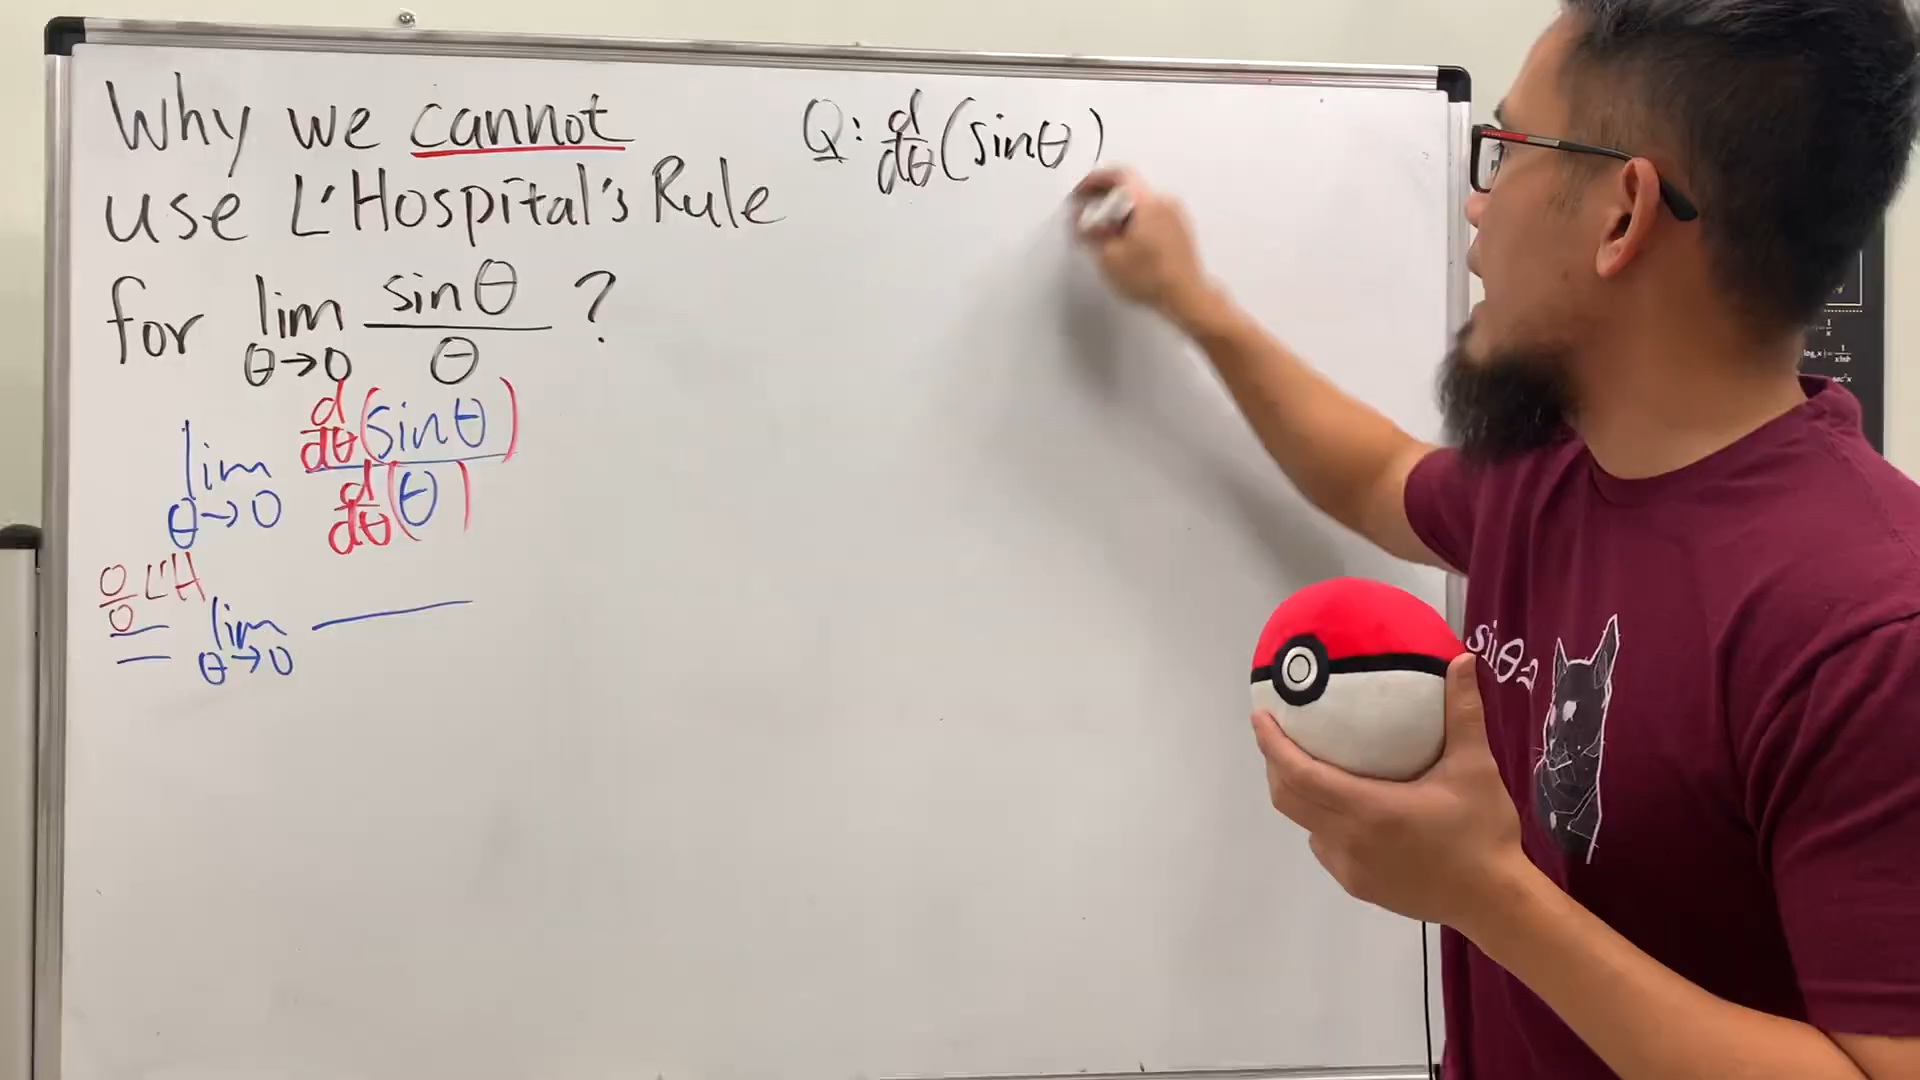 Why we cannot
use L'Hospital's Rule
for lim θ→0 sinθ/θ ?
lim θ→0 d/dθ(sinθ) / d/dθ(θ)
0/0 L'H
= lim θ→0
Q: d/dθ(sinθ)
sinθ